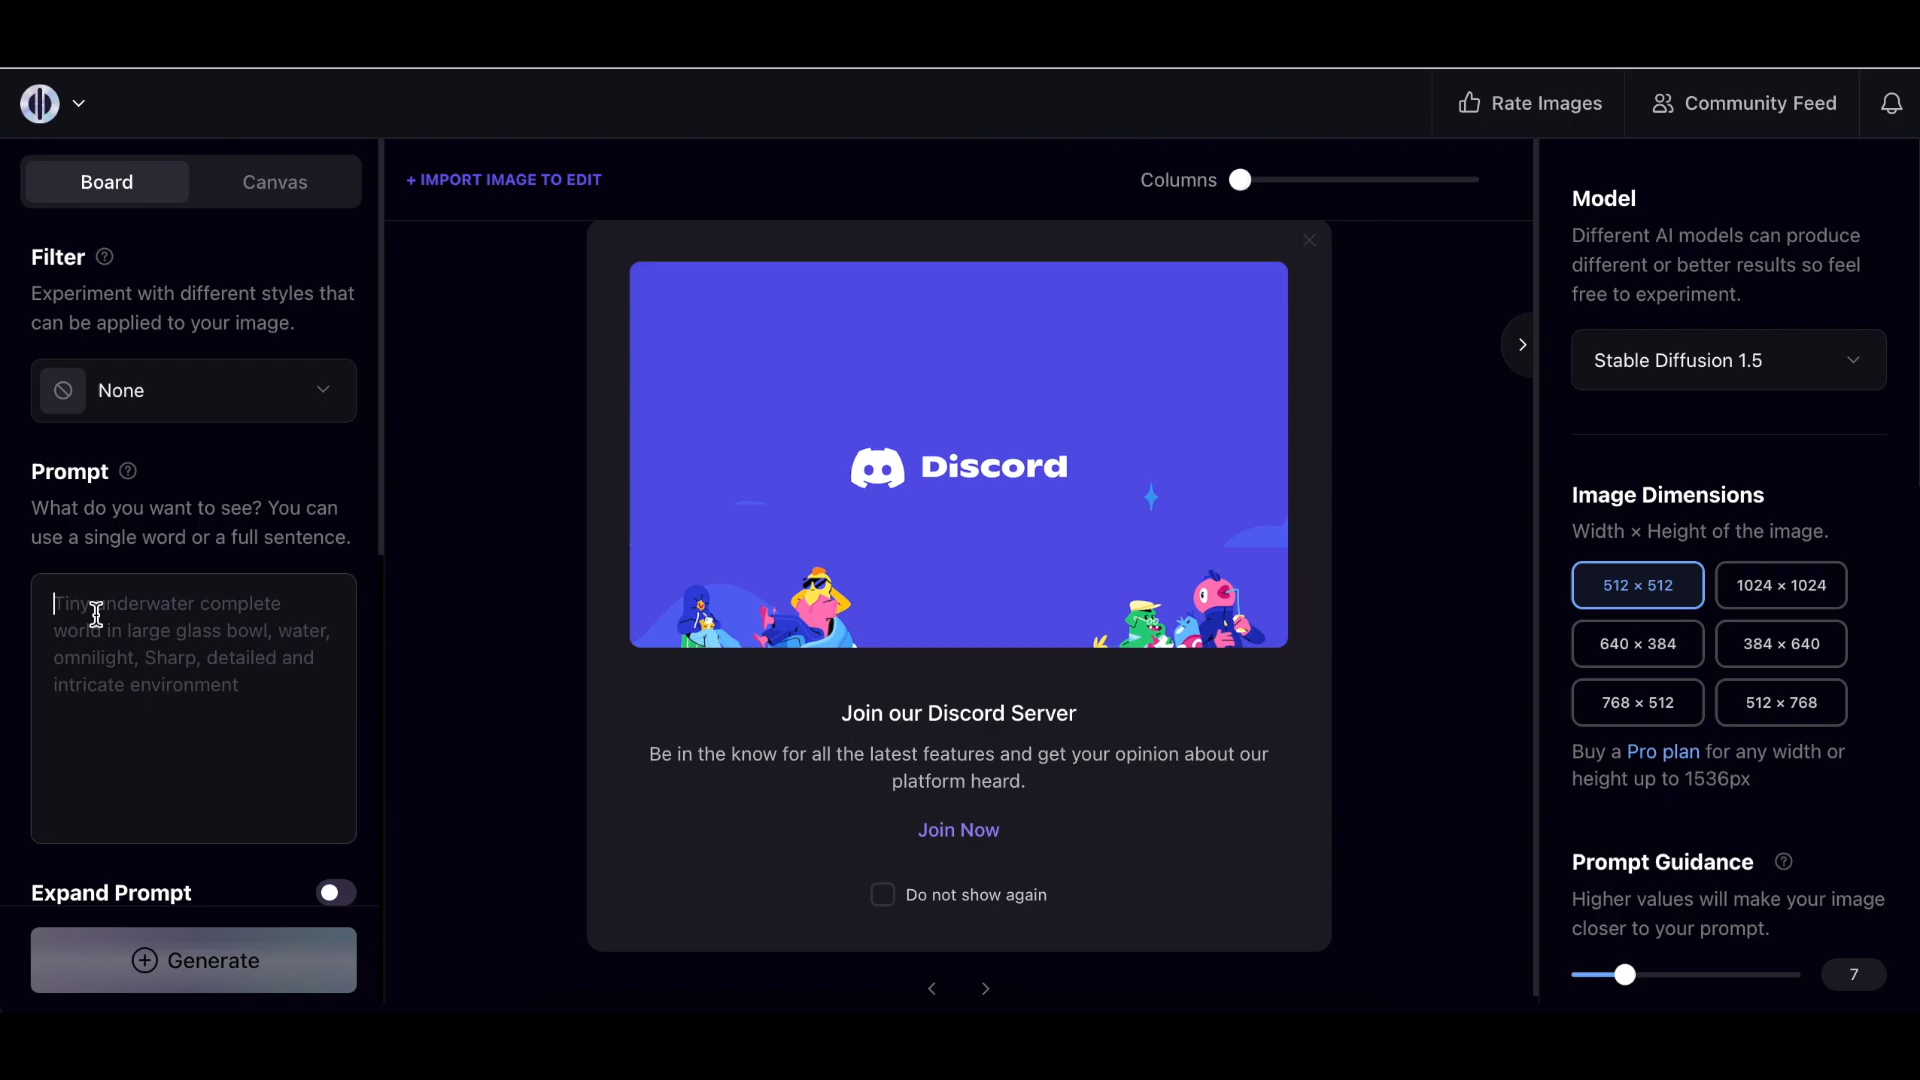 Rate Images
Community Feed
Board
Canvas
+ IMPORT IMAGE TO EDIT
Columns
Filter
Experiment with different styles that
can be applied to your image.
None
Prompt
What do you want to see? You can
use a single word or a full sentence.
Tiny underwater complete
world in large glass bowl, water,
omnilight, Sharp, detailed and
intricate environment
Expand Prompt
Generate
Discord
Join our Discord Server
Be in the know for all the latest features and get your opinion about our
platform heard.
Join Now
Do not show again
Model
Different AI models can produce
different or better results so feel
free to experiment.
Stable Diffusion 1.5
Image Dimensions
Width × Height of the image.
512 × 512
1024 × 1024
640 × 384
384 × 640
768 × 512
512 × 768
Buy a Pro plan for any width or
height up to 1536px
Prompt Guidance
Higher values will make your image
closer to your prompt.
7